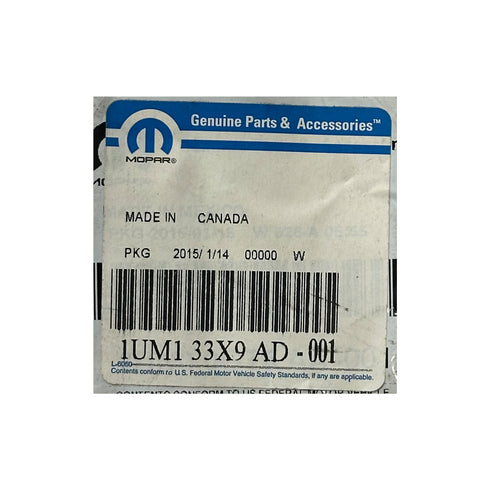 Genuine Parts & Accessories™
MOPAR®
MADE IN CANADA
PKG 2015/ 1/14 00000 W
1UM1 33X9 AD - 001
L-6060
Contents conform to U.S. Federal Motor Vehicle Safety Standards, if any are applicable.